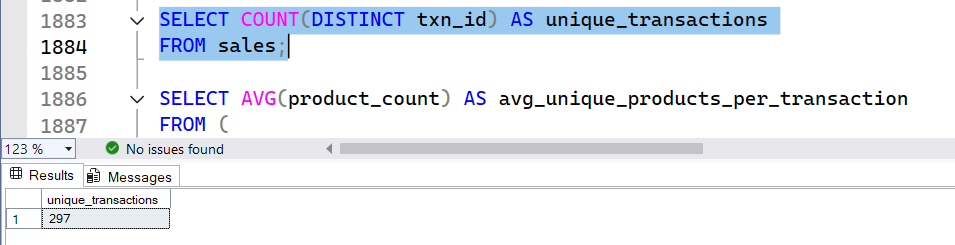 1883 SELECT COUNT(DISTINCT txn_id) AS unique_transactions
1884 FROM sales;
1885
1886 SELECT AVG(product_count) AS avg_unique_products_per_transaction
1887 FROM (
123 % No issues found
Results Messages
unique_transactions
1 297